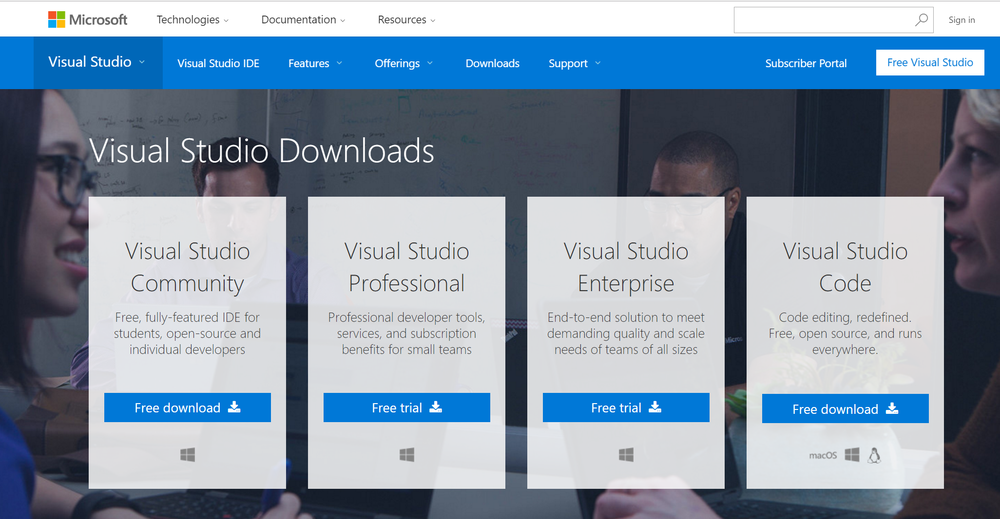 Microsoft
Technologies
Documentation
Resources
Sign in
Visual Studio
Visual Studio IDE
Features
Offerings
Downloads
Support
Subscriber Portal
Free Visual Studio
Visual Studio Downloads
Visual Studio
Community
Free, fully-featured IDE for
students, open-source and
individual developers
Free download
Visual Studio
Professional
Professional developer tools,
services, and subscription
benefits for small teams
Free trial
Visual Studio
Enterprise
End-to-end solution to meet
demanding quality and scale
needs of teams of all sizes
Free trial
Visual Studio
Code
Code editing, redefined.
Free, open source, and runs
everywhere.
Free download
macOS